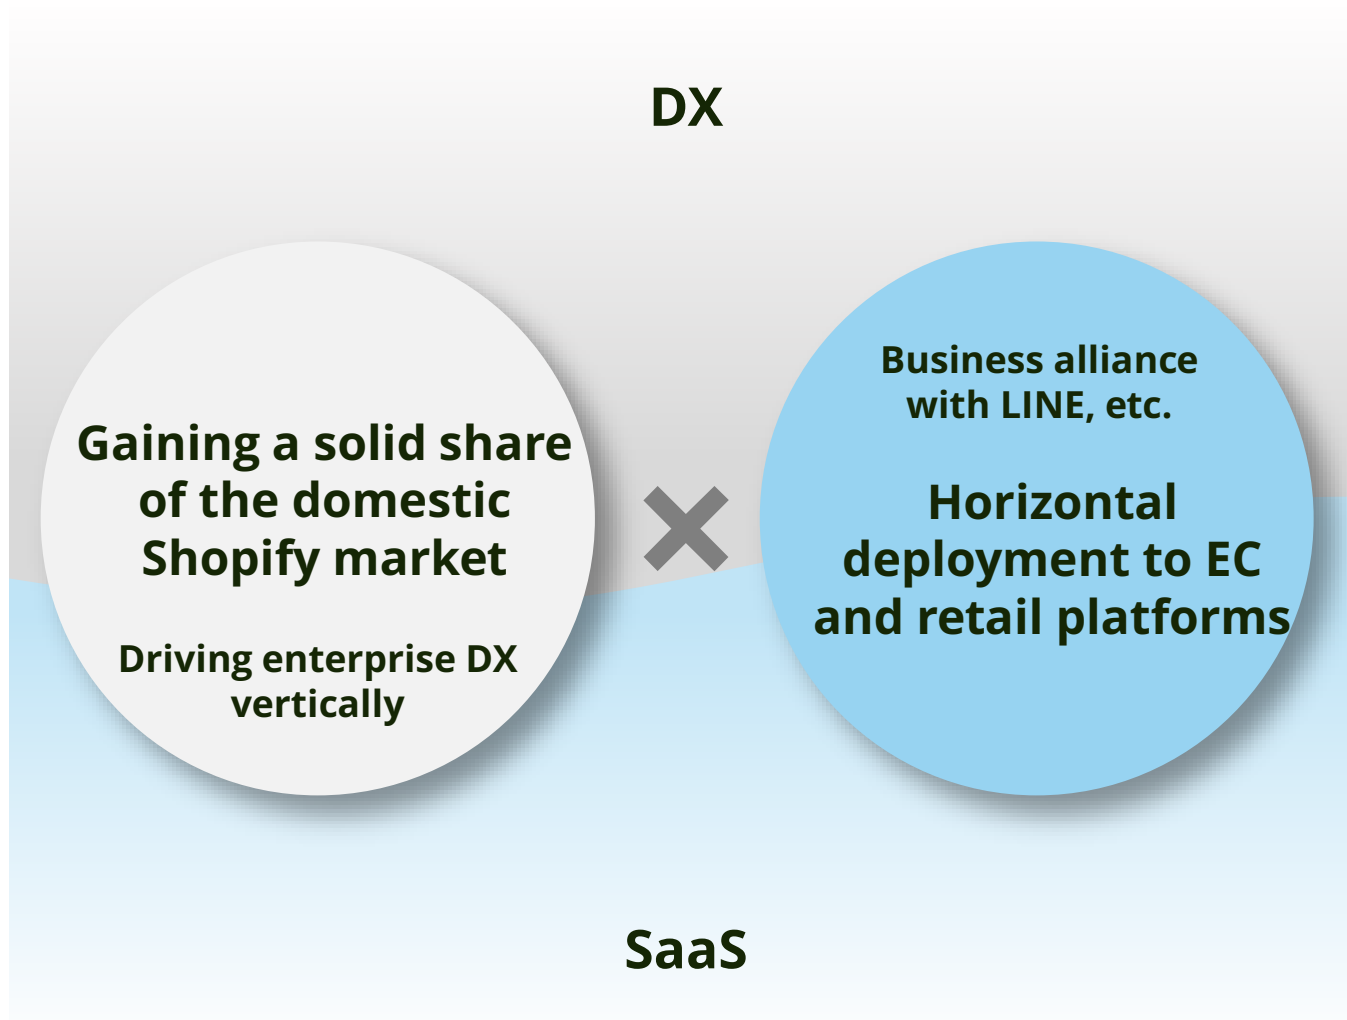 DX
Gaining a solid share
of the domestic
Shopify market
Driving enterprise DX
vertically
Business alliance
with LINE, etc.
Horizontal
deployment to EC
and retail platforms
SaaS